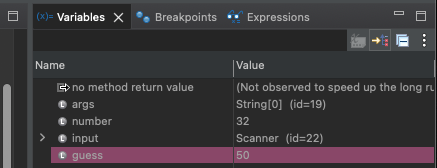 (x)= Variables Breakpoints Expressions
Name Value
no method return value (Not observed to speed up the long ru
args String[0] (id=19)
number 32
input Scanner (id=22)
guess 50